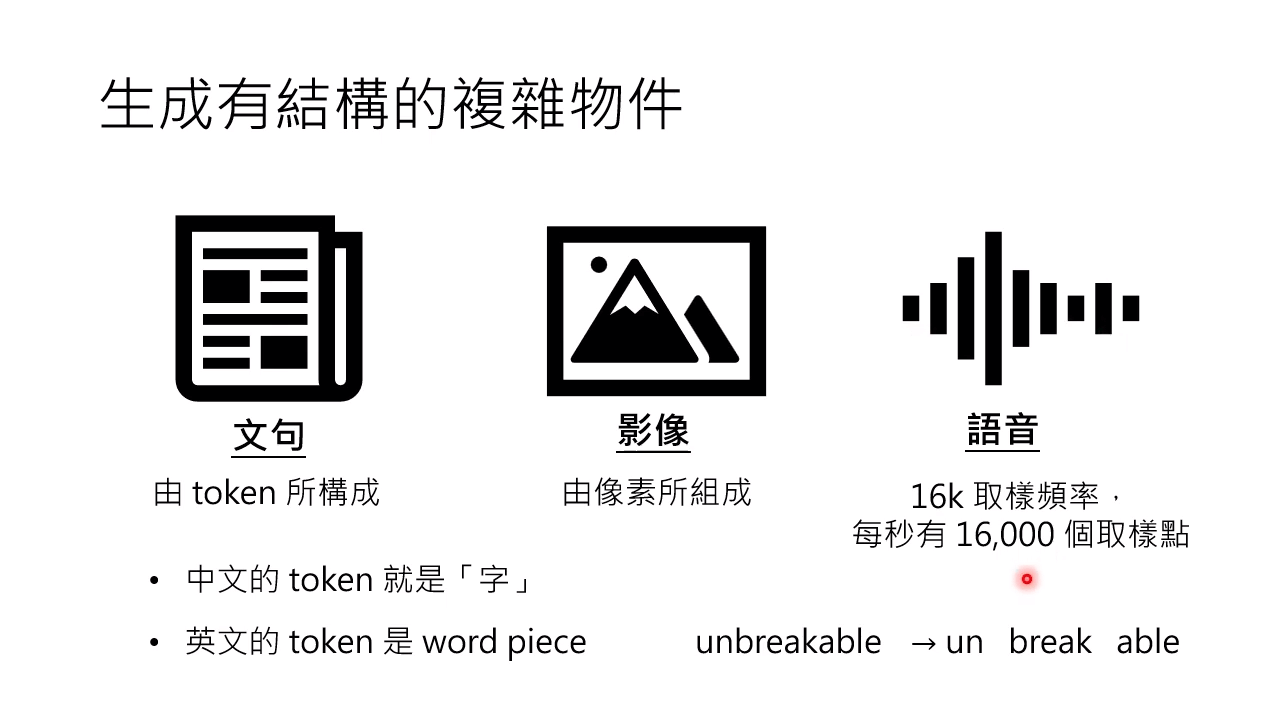 生成有結構的複雜物件
文句
由 token 所構成
影像
由像素所組成
語音
16k 取樣頻率，
每秒有 16,000 個取樣點
• 中文的 token 就是「字」
• 英文的 token 是 word piece
unbreakable → un break able